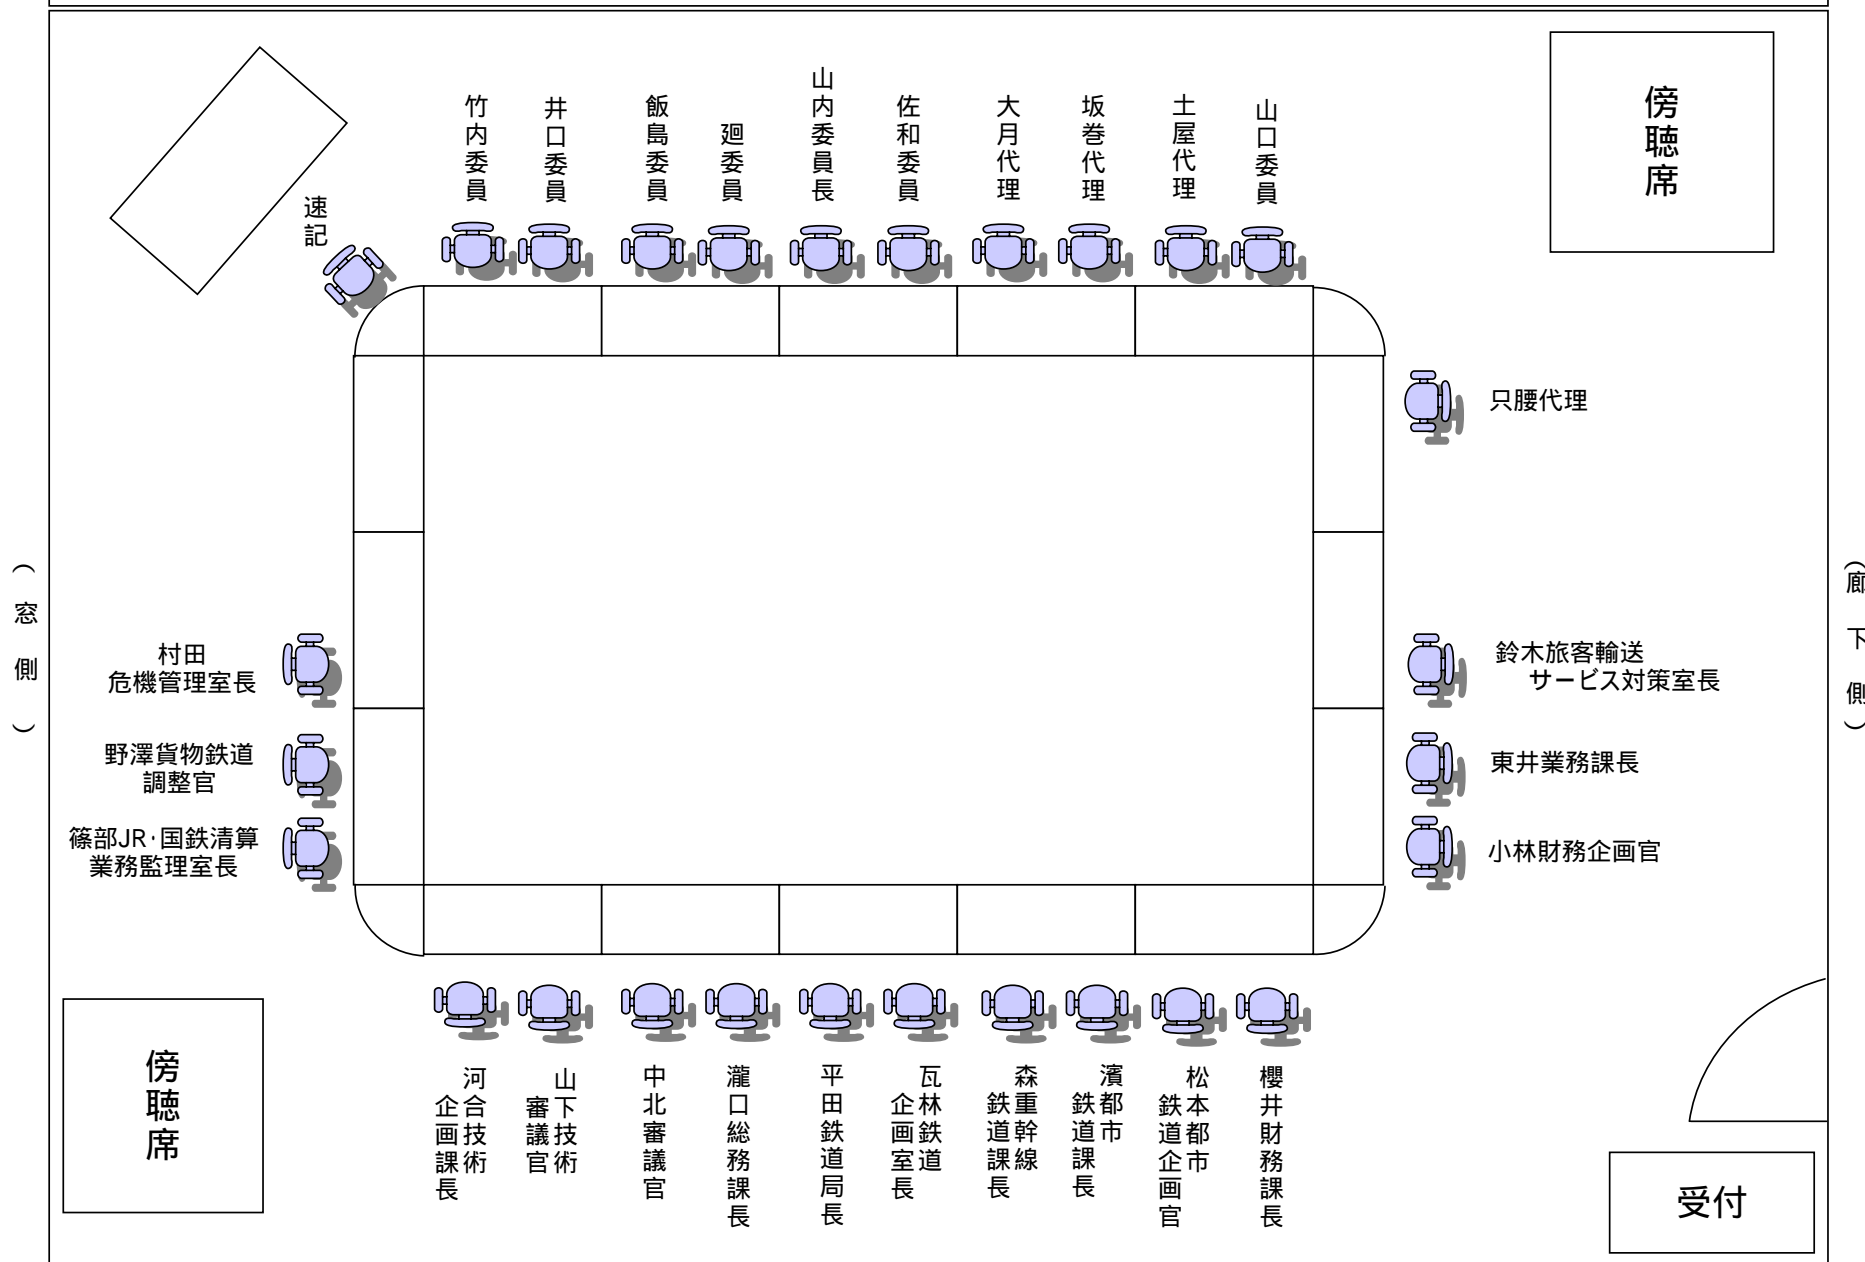 竹内委員
井口委員
飯島委員
廻委員
山内委員長
佐和委員
大月代理
坂巻代理
土屋代理
山口委員
傍聴席
速記
只腰代理
(窓側)
(廊下側)
村田
危機管理室長
野澤貨物鉄道
調整官
篠部JR・国鉄清算
業務監理室長
鈴木旅客輸送
サービス対策室長
東井業務課長
小林財務企画官
河合技術
企画課長
山下技術
審議官
中北審議官
瀧口総務課長
平田鉄道局長
瓦林鉄道
企画室長
森重幹線
鉄道課長
濱都市
鉄道課長
松本都市
鉄道企画官
櫻井財務課長
傍聴席
受付